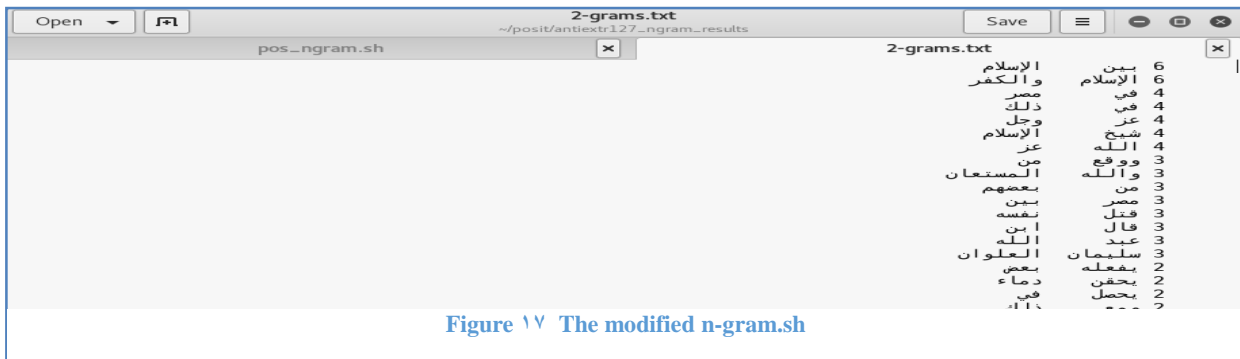 Open 2-grams.txt Save
~/posit/antiextr127_ngram_results
pos_ngram.sh 2-grams.txt
6 بين الإسلام
6 الإسلام والكفر
4 في مصر
4 في ذلك
4 عز وجل
4 شيخ الإسلام
4 الله عز
3 ووقع من
3 والله المستعان
3 من بعضهم
3 مصر بين
3 قتل نفسه
3 قال ابن
3 عبد الله
3 سليمان العلوان
2 يفعله بعض
2 يحقن دماء
2 يحصل في
Figure ١٧ The modified n-gram.sh